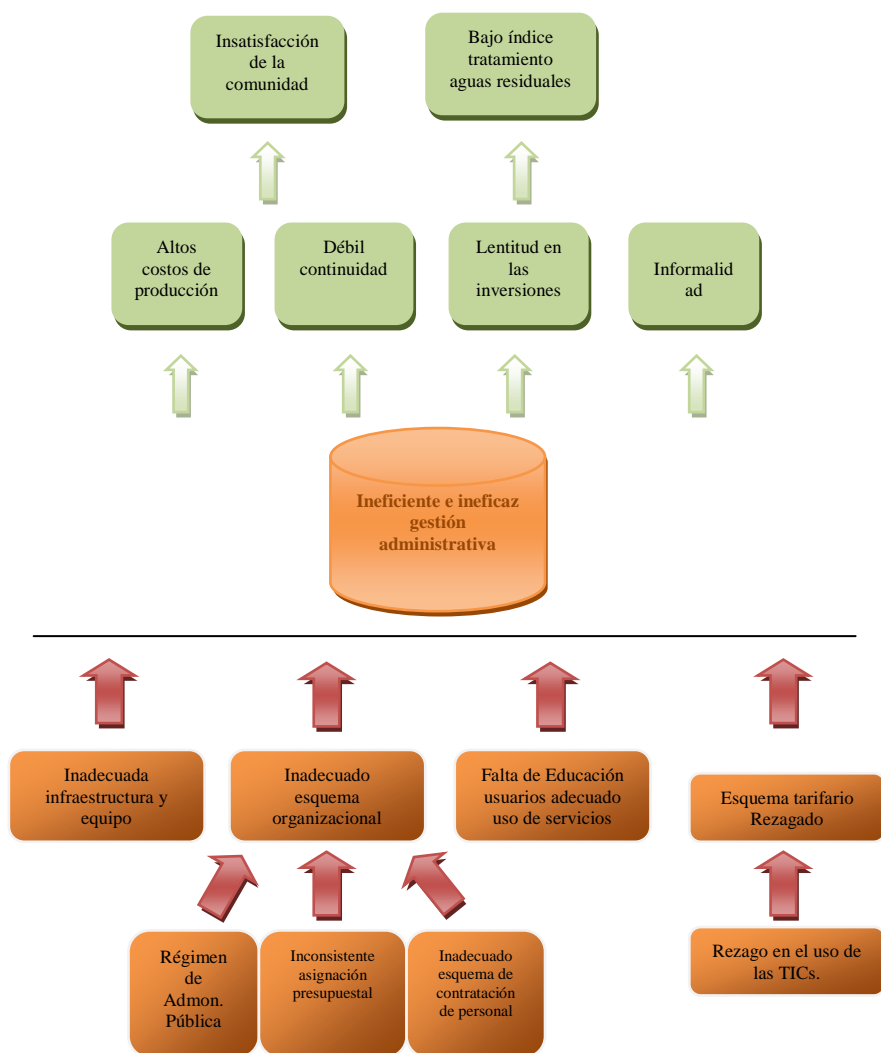 Insatisfacción
de la
comunidad
Bajo índice
tratamiento
aguas residuales
Altos
costos de
producción
Débil
continuidad
Lentitud en
las
inversiones
Informalid
ad
Ineficiente e ineficaz
gestión
administrativa
Inadecuada
infraestructura y
equipo
Inadecuado
esquema
organizacional
Falta de Educación
usuarios adecuado
uso de servicios
Esquema tarifario
Rezagado
Régimen
de
Admon.
Pública
Inconsistente
asignación
presupuestal
Inadecuado
esquema de
contratación
de personal
Rezago en el uso de
las TICs.